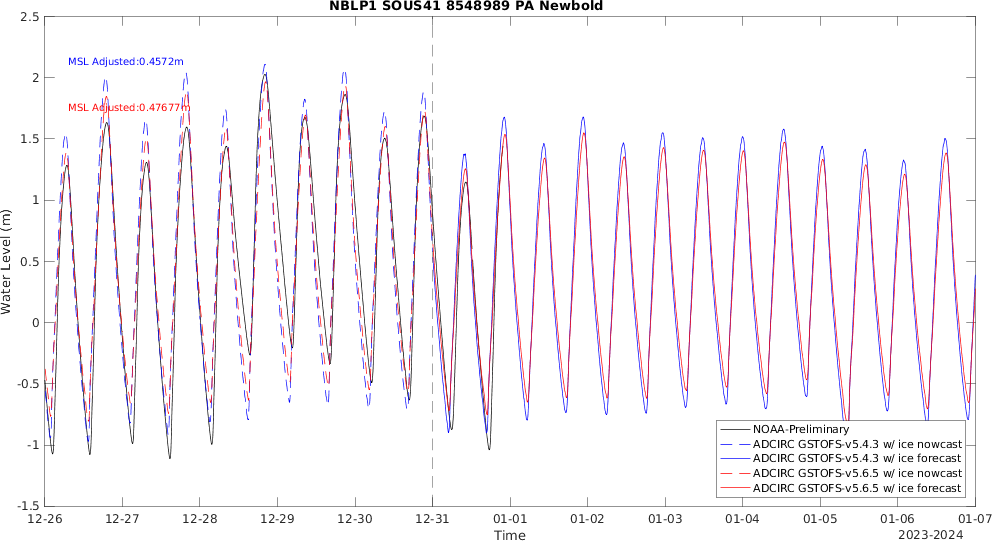 NBLP1 SOUS41 8548989 PA Newbold
2.5
2
1.5
1
0.5
0
-0.5
-1
-1.5
Water Level (m)
MSL Adjusted:0.4572m
MSL Adjusted:0.47677m
NOAA-Preliminary
ADCIRC GSTOFS-v5.4.3 w/ ice nowcast
ADCIRC GSTOFS-v5.4.3 w/ ice forecast
ADCIRC GSTOFS-v5.6.5 w/ ice nowcast
ADCIRC GSTOFS-v5.6.5 w/ ice forecast
12-26 12-27 12-28 12-29 12-30 12-31 01-01 01-02 01-03 01-04 01-05 01-06 01-07
Time
2023-2024